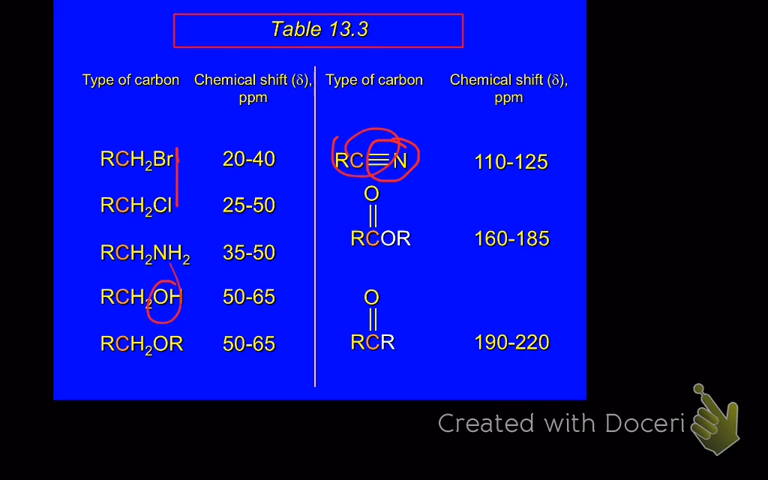 Table 13.3
Type of carbon Chemical shift (δ), ppm Type of carbon Chemical shift (δ), ppm
RCH₂Br 20-40 RC≡N 110-125
RCH₂Cl 25-50
O
RCH₂NH₂ 35-50 RCOR 160-185
RCH₂OH 50-65
O
RCH₂OR 50-65 RCR 190-220
Created with Doceri